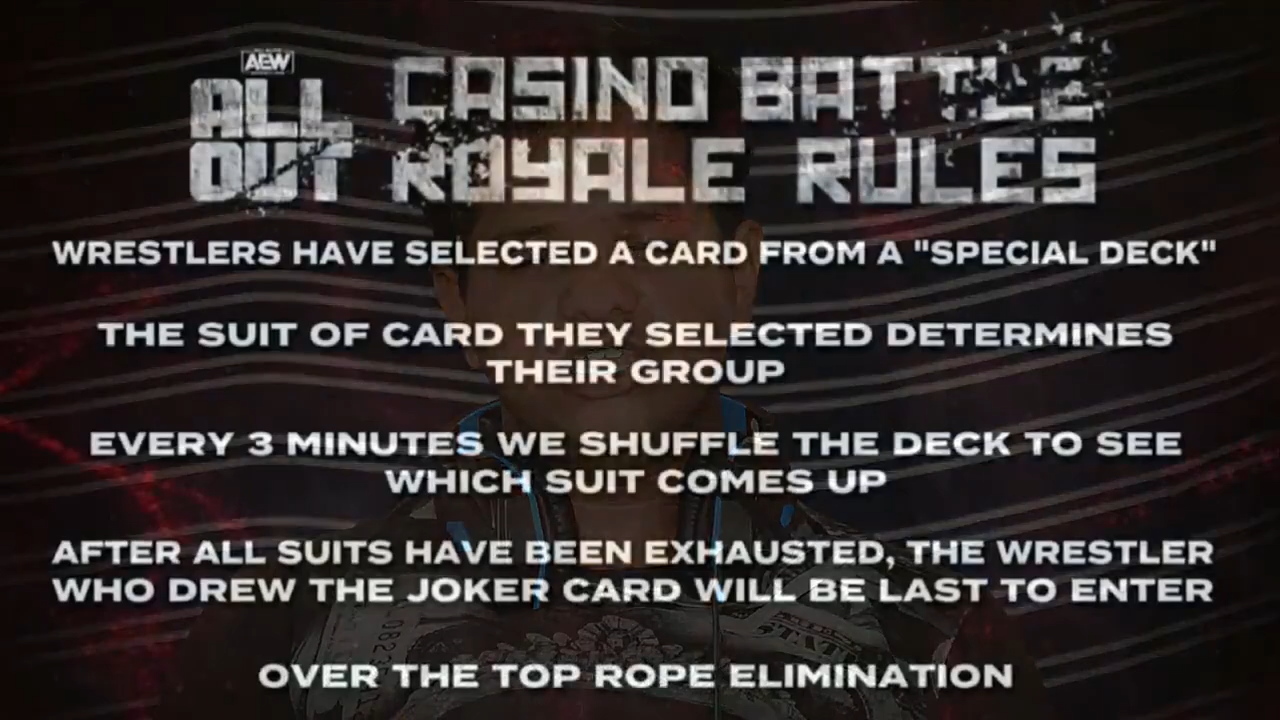 AEW
ALL OUT CASINO BATTLE
ROYALE RULES
WRESTLERS HAVE SELECTED A CARD FROM A "SPECIAL DECK"
THE SUIT OF CARD THEY SELECTED DETERMINES
THEIR GROUP
EVERY 3 MINUTES WE SHUFFLE THE DECK TO SEE
WHICH SUIT COMES UP
AFTER ALL SUITS HAVE BEEN EXHAUSTED, THE WRESTLER
WHO DREW THE JOKER CARD WILL BE LAST TO ENTER
OVER THE TOP ROPE ELIMINATION